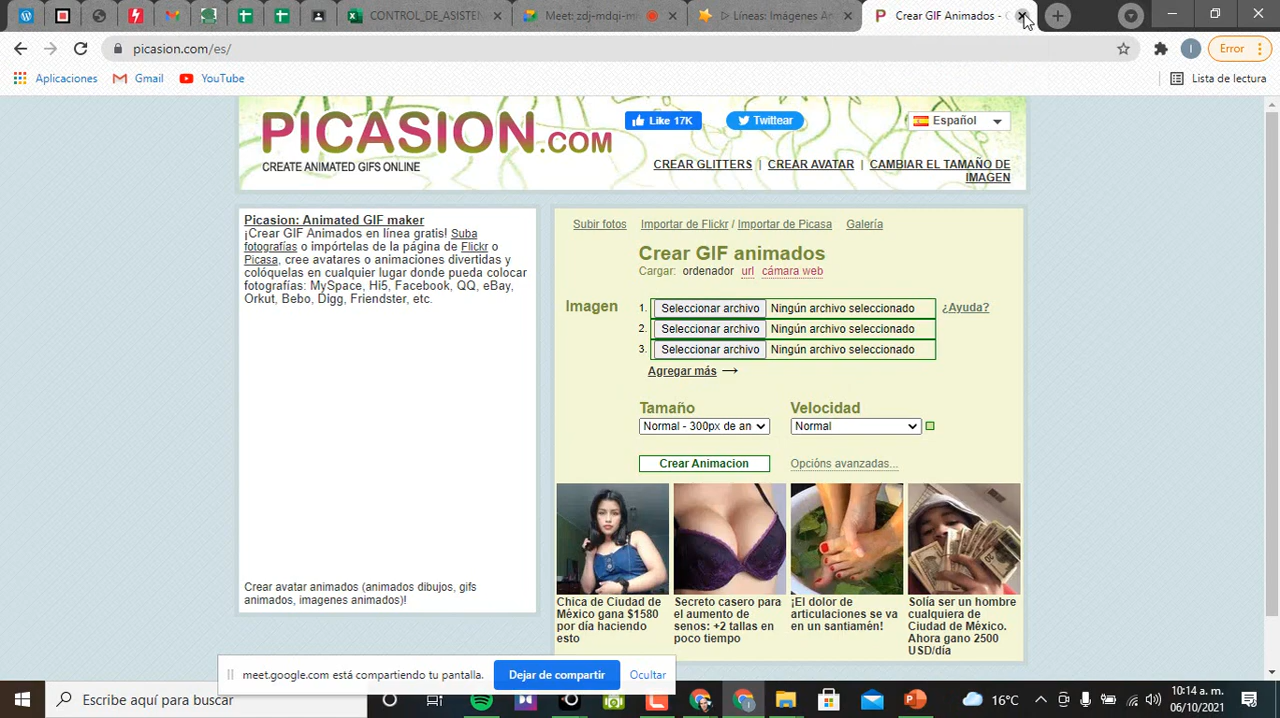 CONTROL_DE_ASISTEN
Meet: zdj-mdqi-m
Líneas: Imágenes A
Crear GIF Animados -
picasion.com/es/
Error
Aplicaciones
Gmail
YouTube
Lista de lectura
PICASION.COM
CREATE ANIMATED GIFS ONLINE
Like 17K
Twittear
Español
CREAR GLITTERS | CREAR AVATAR | CAMBIAR EL TAMAÑO DE
IMAGEN
Picasion: Animated GIF maker
¡Crear GIF Animados en línea gratis! Suba
fotografías o impórtelas de la página de Flickr o
Picasa, cree avatares o animaciones divertidas y
colóquelas en cualquier lugar donde pueda colocar
fotografías: MySpace, Hi5, Facebook, QQ, eBay,
Orkut, Bebo, Digg, Friendster, etc.
Crear avatar animados (animados dibujos, gifs
animados, imagenes animados)!
Subir fotos
Importar de Flickr / Importar de Picasa
Galería
Crear GIF animados
Cargar: ordenador url cámara web
Imagen
1. Seleccionar archivo Ningún archivo seleccionado
¿Ayuda?
2. Seleccionar archivo Ningún archivo seleccionado
3. Seleccionar archivo Ningún archivo seleccionado
Agregar más →
Tamaño
Velocidad
Normal - 300px de an
Normal
Crear Animacion
Opcións avanzadas...
Chica de Ciudad de
México gana $1580
por día haciendo
esto
Secreto casero para
el aumento de
senos: +2 tallas en
poco tiempo
¡El dolor de
articulaciones se va
en un santiamén!
Solía ser un hombre
cualquiera de
Ciudad de México.
Ahora gano 2500
USD/día
meet.google.com está compartiendo tu pantalla.
Dejar de compartir
Ocultar
Escribe aquí para buscar
16°C
10:14 a. m.
06/10/2021